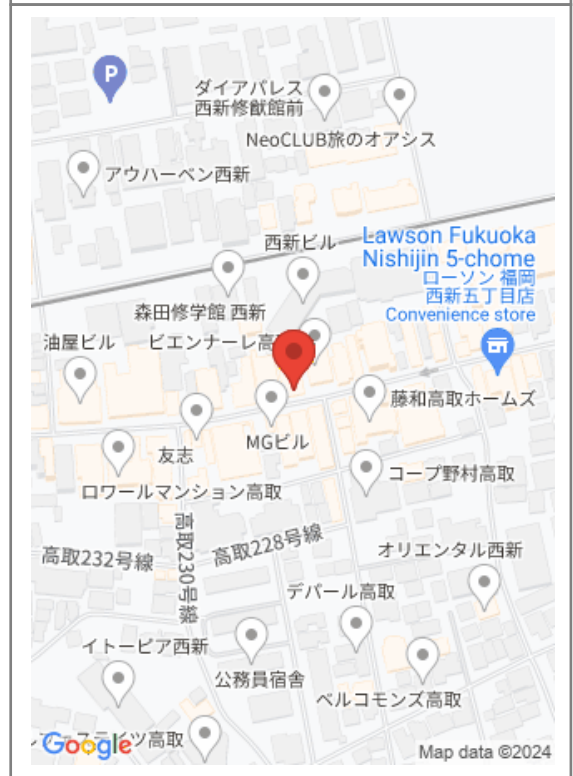 P
ダイアパレス
西新修猷館前
NeoCLUB旅のオアシス
アウハーベン西新
西新ビル
Lawson Fukuoka
Nishijin 5-chome
ローソン 福岡
西新五丁目店
Convenience store
森田修学館 西新
油屋ビル
ビエンナーレ高
藤和高取ホームズ
MGビル
友志
コープ野村高取
ロワールマンション高取
高取228号線
高取232号線
高取230号線
オリエンタル西新
デパール高取
イトーピア西新
公務員宿舎
ベルコモンズ高取
ツ高取
Google
Map data ©2024